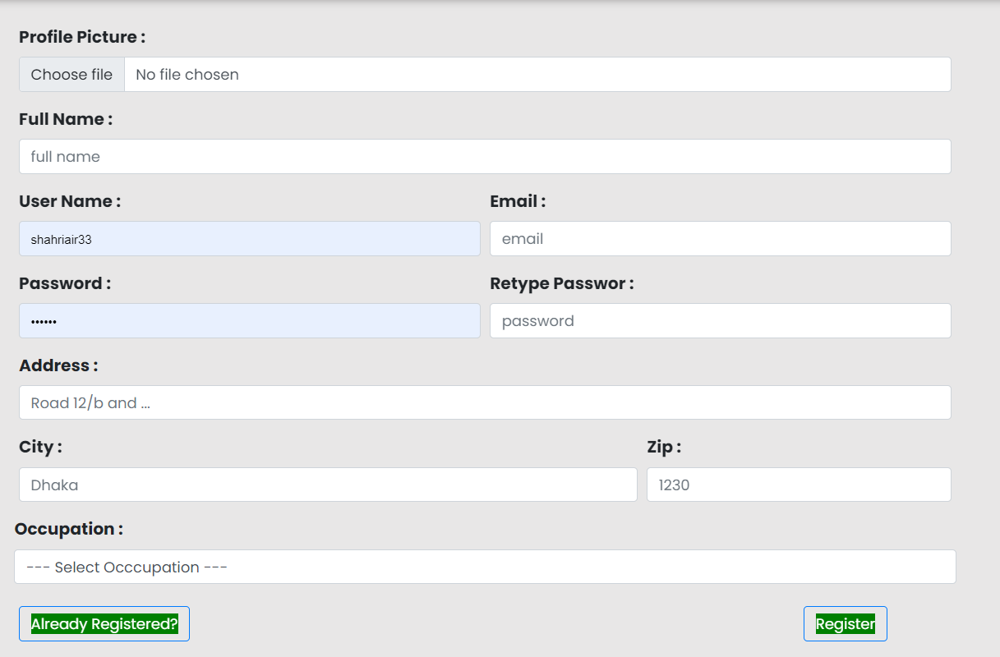 Profile Picture :
Choose file No file chosen
Full Name :
full name
User Name : Email :
shahriair33 email
Password : Retype Passwor :
•••••• password
Address :
Road 12/b and ...
City : Zip :
Dhaka 1230
Occupation :
--- Select Occcupation ---
Already Registered? Register